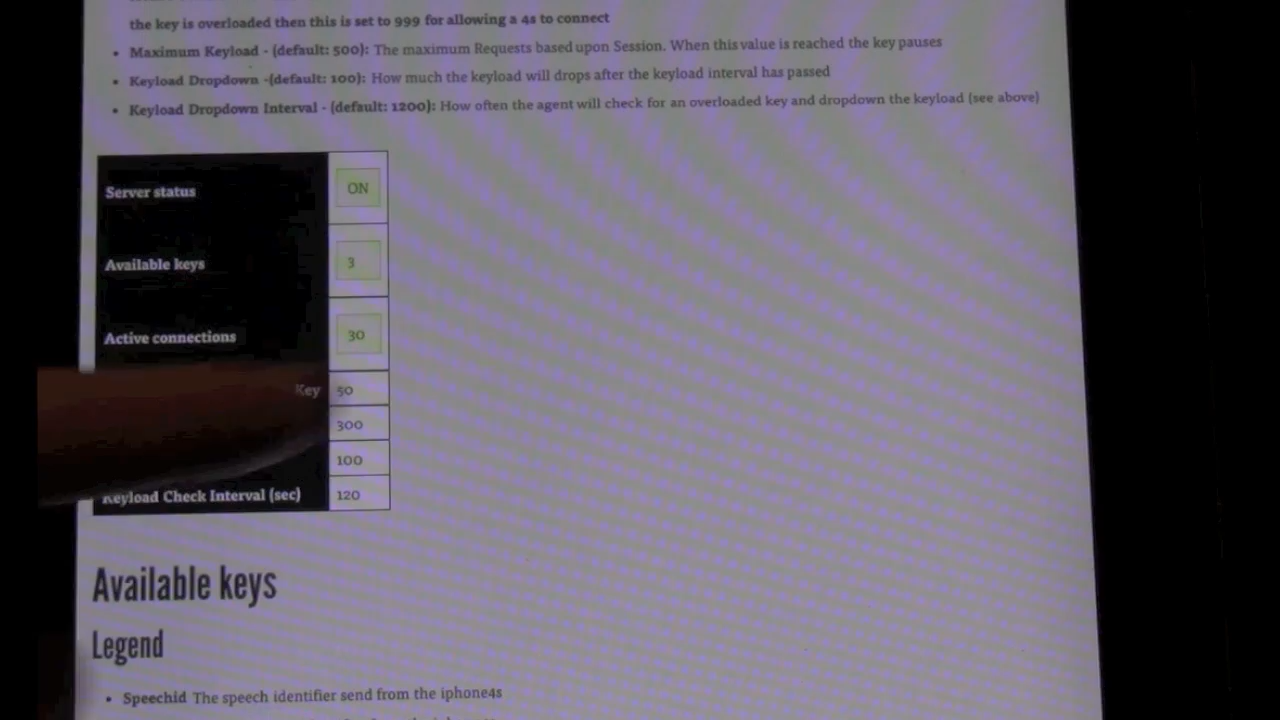 the key is overloaded then this is set to 999 for allowing a 4s to connect
• Maximum Keyload - (default: 500): The maximum Requests based upon Session. When this value is reached the key pauses
• Keyload Dropdown -(default: 100): How much the keyload will drops after the keyload interval has passed
• Keyload Dropdown Interval - (default: 1200): How often the agent will check for an overloaded key and dropdown the keyload (see above)
Server status ON
Available keys 3
Active connections 30
Key 50
300
100
Keyload Check Interval (sec) 120
Available keys
Legend
• Speechid The speech identifier send from the iphone4s